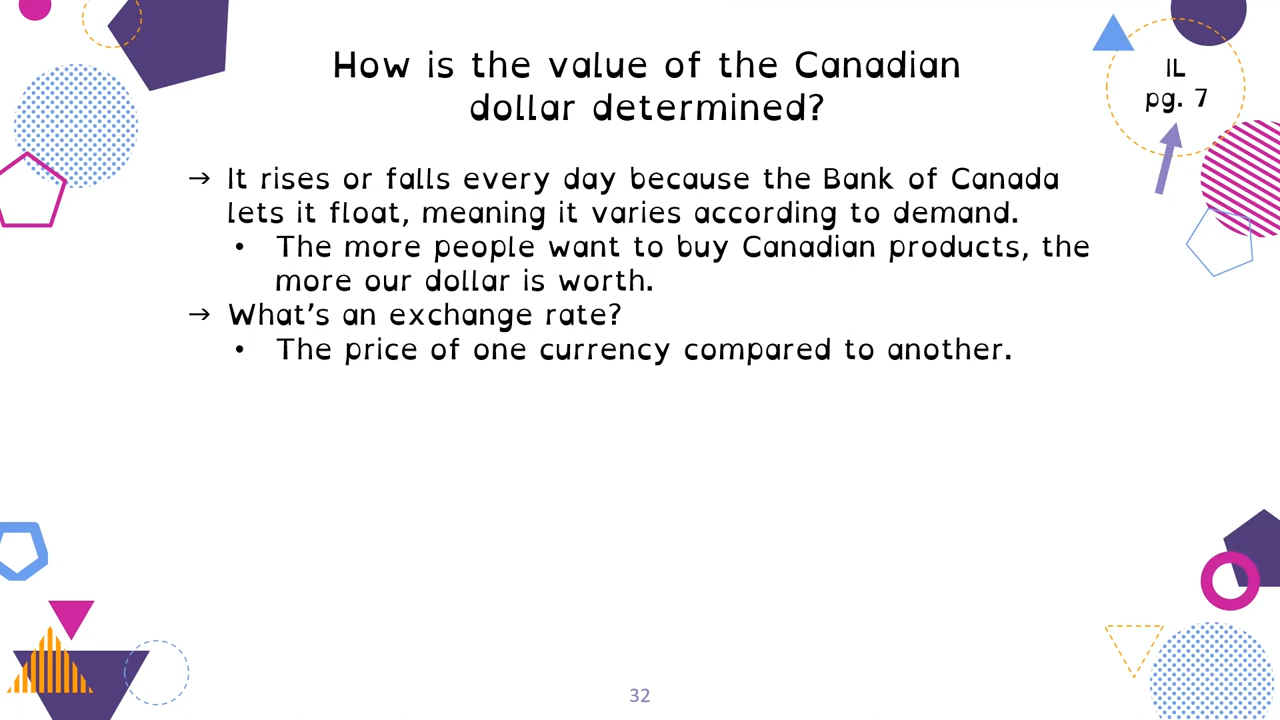 How is the value of the Canadian
dollar determined?
IL
pg. 7
→ It rises or falls every day because the Bank of Canada
lets it float, meaning it varies according to demand.
• The more people want to buy Canadian products, the
more our dollar is worth.
→ What's an exchange rate?
• The price of one currency compared to another.
32